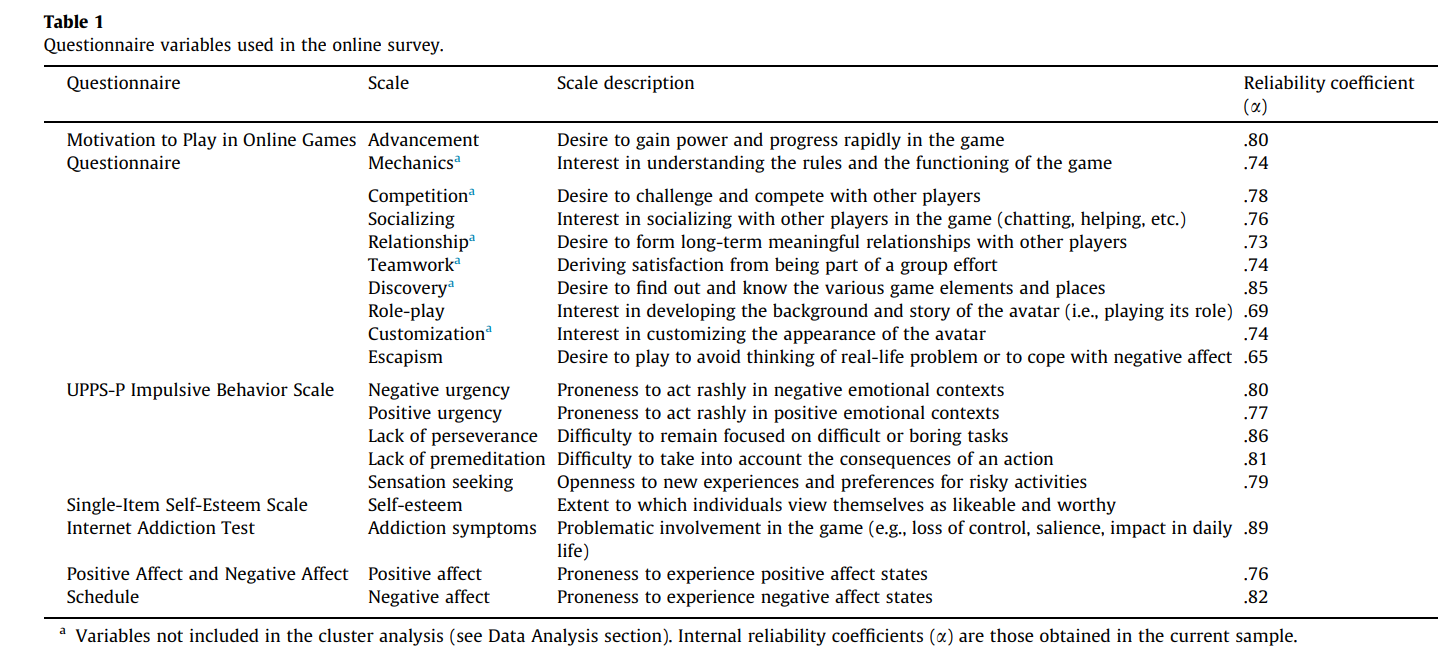 Table 1
Questionnaire variables used in the online survey.
Questionnaire Scale Scale description Reliability coefficient
(α)
Motivation to Play in Online Games Advancement Desire to gain power and progress rapidly in the game .80
Questionnaire Mechanicsa Interest in understanding the rules and the functioning of the game .74
Competitiona Desire to challenge and compete with other players .78
Socializing Interest in socializing with other players in the game (chatting, helping, etc.) .76
Relationshipa Desire to form long-term meaningful relationships with other players .73
Teamworka Deriving satisfaction from being part of a group effort .74
Discoverya Desire to find out and know the various game elements and places .85
Role-play Interest in developing the background and story of the avatar (i.e., playing its role) .69
Customizationa Interest in customizing the appearance of the avatar .74
Escapism Desire to play to avoid thinking of real-life problem or to cope with negative affect .65
UPPS-P Impulsive Behavior Scale Negative urgency Proneness to act rashly in negative emotional contexts .80
Positive urgency Proneness to act rashly in positive emotional contexts .77
Lack of perseverance Difficulty to remain focused on difficult or boring tasks .86
Lack of premeditation Difficulty to take into account the consequences of an action .81
Sensation seeking Openness to new experiences and preferences for risky activities .79
Single-Item Self-Esteem Scale Self-esteem Extent to which individuals view themselves as likeable and worthy
Internet Addiction Test Addiction symptoms Problematic involvement in the game (e.g., loss of control, salience, impact in daily .89
life)
Positive Affect and Negative Affect Positive affect Proneness to experience positive affect states .76
Schedule Negative affect Proneness to experience negative affect states .82
a Variables not included in the cluster analysis (see Data Analysis section). Internal reliability coefficients (α) are those obtained in the current sample.